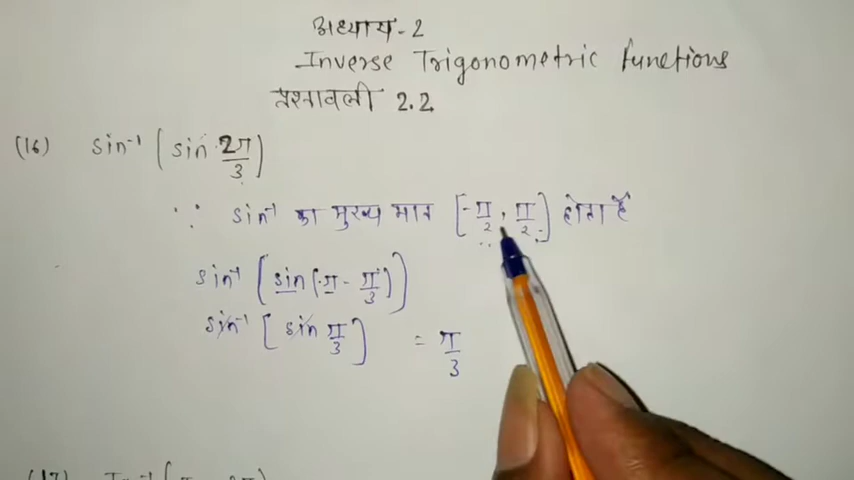 अध्याय-2
Inverse Trigonometric functions
प्रश्नावली 2.2
(16) sin⁻¹ (sin 2π/3)
∵ sin⁻¹ का मुख्य मान [-π/2, π/2] होता है
sin⁻¹ (sin (π - π/3))
sin⁻¹ [sin π/3] = π/3
(17)